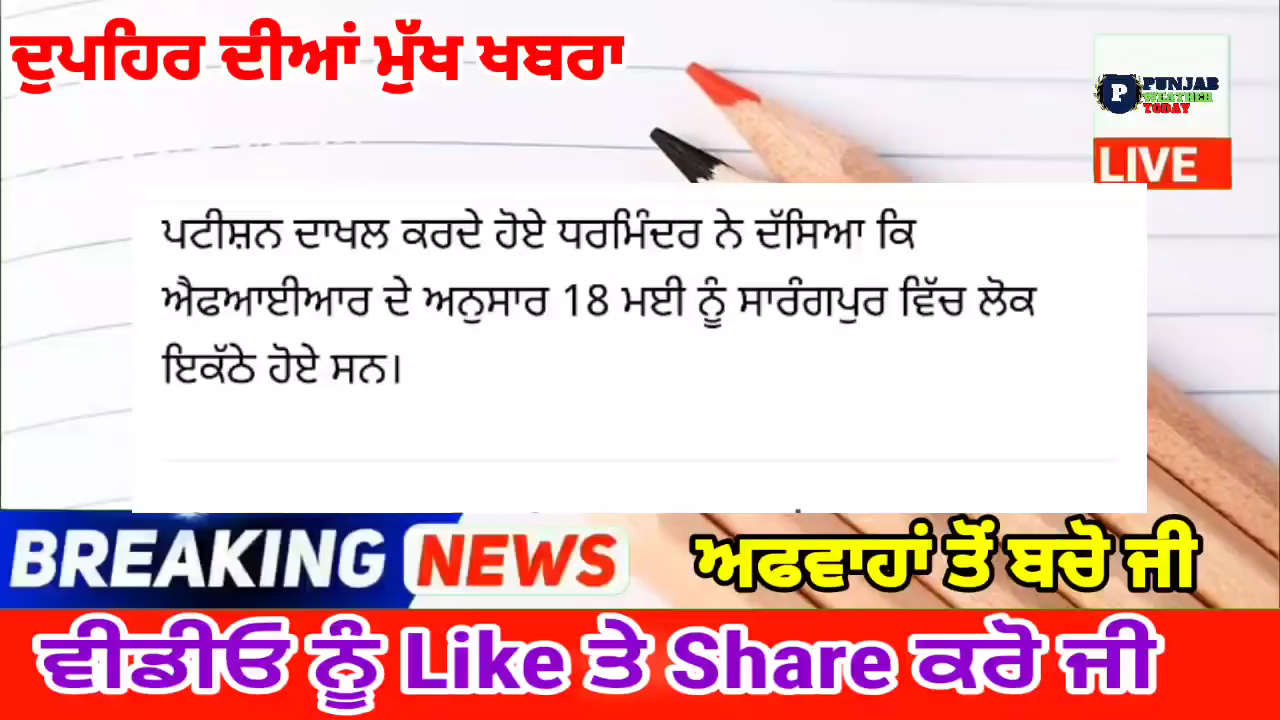 ਦੁਪਹਿਰ ਦੀਆਂ ਮੁੱਖ ਖਬਰਾ
P PUNJAB
WEATHER
TODAY
LIVE
ਪਟੀਸ਼ਨ ਦਾਖਲ ਕਰਦੇ ਹੋਏ ਧਰਮਿੰਦਰ ਨੇ ਦੱਸਿਆ ਕਿ
ਐਫਆਈਆਰ ਦੇ ਅਨੁਸਾਰ 18 ਮਈ ਨੂੰ ਸਾਰੰਗਪੁਰ ਵਿੱਚ ਲੋਕ
ਇਕੱਠੇ ਹੋਏ ਸਨ।
BREAKING NEWS
ਅਫਵਾਹਾਂ ਤੋਂ ਬਚੋ ਜੀ
ਵੀਡੀਓ ਨੂੰ Like ਤੇ Share ਕਰੋ ਜੀ